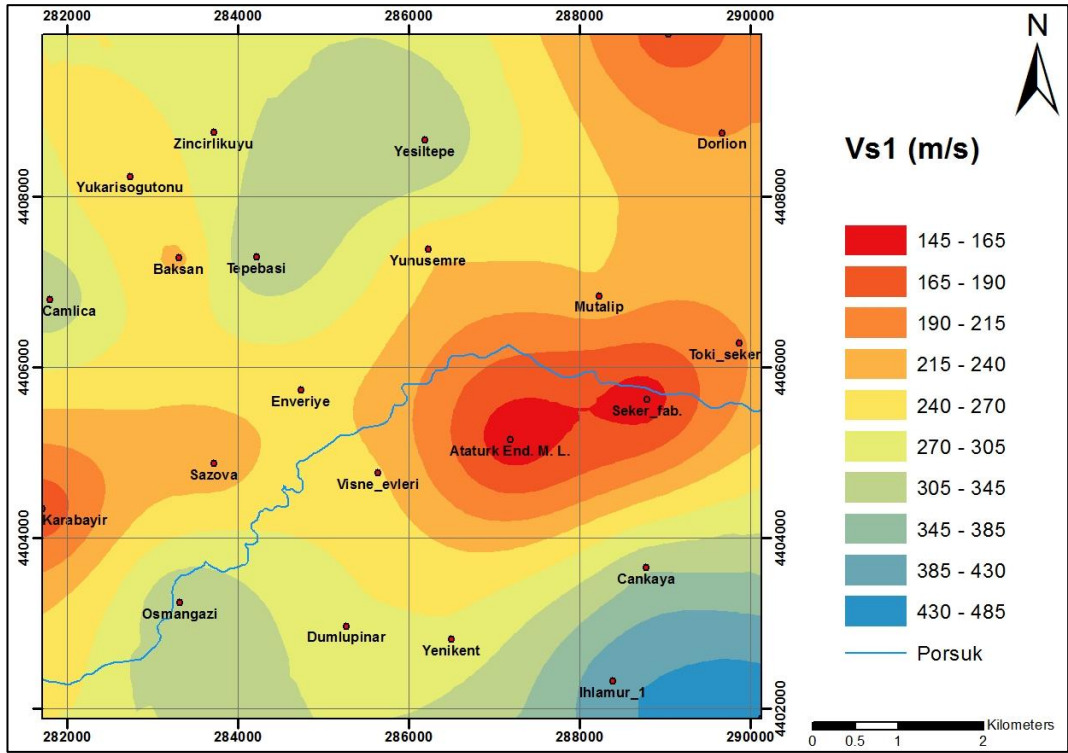 282000 284000 286000 288000 290000
N
Zincirlikuyu
Yesiltepe
Dorlion
Vs1 (m/s)
Yukarisogutonu
4408000
4408000
Baksan
Tepebasi
Yunusemre
Camlica
Mutalip
Toki_seker
4406000
4406000
Enveriye
Seker_fab.
Ataturk End. M. L.
Sazova
Visne_evleri
Karabayir
4404000
4404000
Cankaya
Osmangazi
Dumlupinar
Yenikent
Ihlamur_1
4402000
4402000
282000 284000 286000 288000 290000
145 - 165
165 - 190
190 - 215
215 - 240
240 - 270
270 - 305
305 - 345
345 - 385
385 - 430
430 - 485
Porsuk
Kilometers
0 0.5 1 2